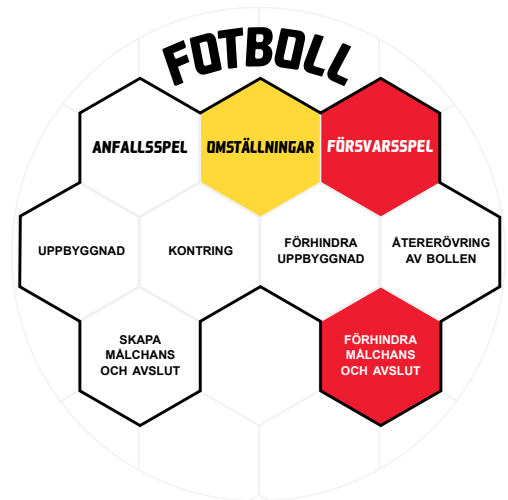 FOTBOLL
ANFALLSSPEL
OMSTÄLLNINGAR
FÖRSVARSSPEL
UPPBYGGNAD
KONTRING
FÖRHINDRA
UPPBYGGNAD
ÅTERERÖVRING
AV BOLLEN
SKAPA
MÅLCHANS
OCH AVSLUT
FÖRHINDRA
MÅLCHANS
OCH AVSLUT